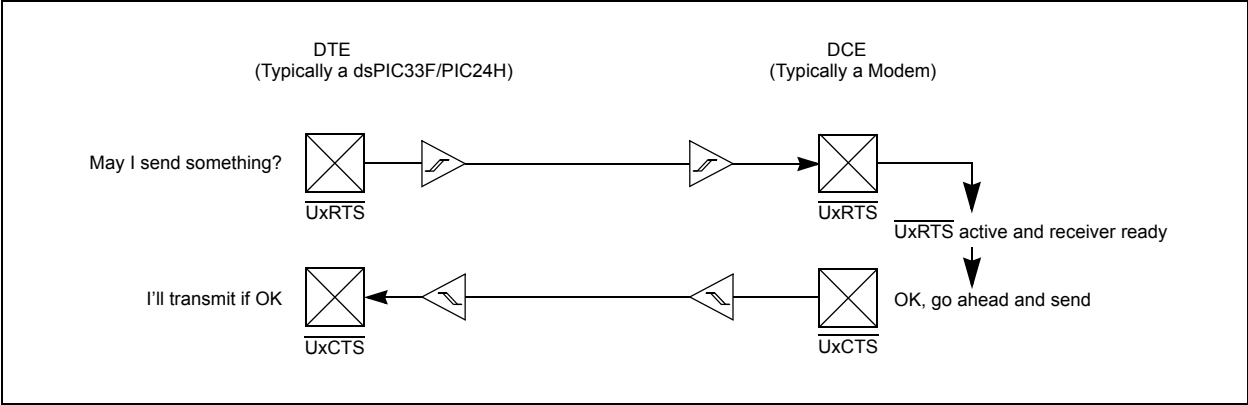 DTE
(Typically a dsPIC33F/PIC24H)
DCE
(Typically a Modem)
May I send something?
UxRTS
UxRTS
UxRTS active and receiver ready
I'll transmit if OK
OK, go ahead and send
UxCTS
UxCTS